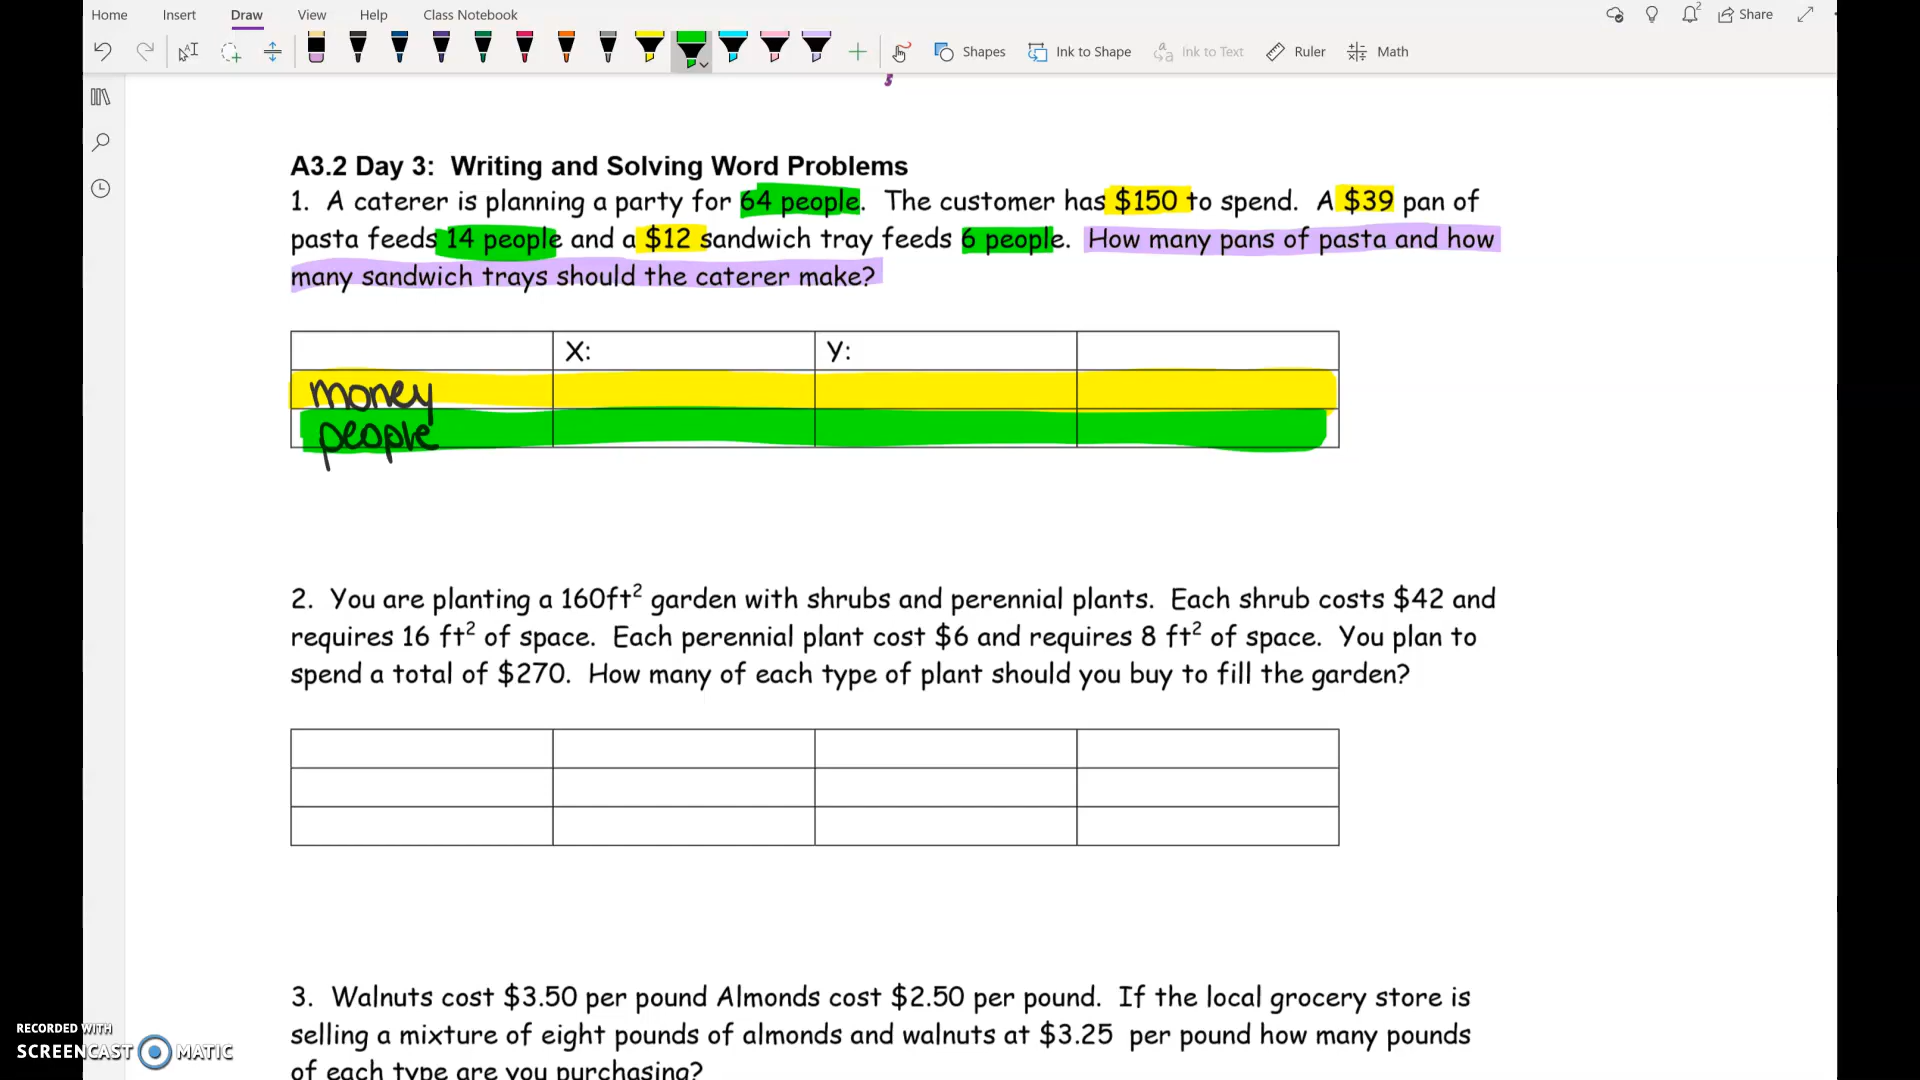 Home Insert Draw View Help Class Notebook 2 Share
Shapes Ink to Shape Ink to Text Ruler Math
A3.2 Day 3: Writing and Solving Word Problems
1. A caterer is planning a party for 64 people. The customer has $150 to spend. A $39 pan of
pasta feeds 14 people and a $12 sandwich tray feeds 6 people. How many pans of pasta and how
many sandwich trays should the caterer make?
X: Y:
money
people
2. You are planting a 160ft² garden with shrubs and perennial plants. Each shrub costs $42 and
requires 16 ft² of space. Each perennial plant cost $6 and requires 8 ft² of space. You plan to
spend a total of $270. How many of each type of plant should you buy to fill the garden?
3. Walnuts cost $3.50 per pound Almonds cost $2.50 per pound. If the local grocery store is
selling a mixture of eight pounds of almonds and walnuts at $3.25 per pound how many pounds
of each type are you purchasing?
RECORDED WITH
SCREENCAST MATIC